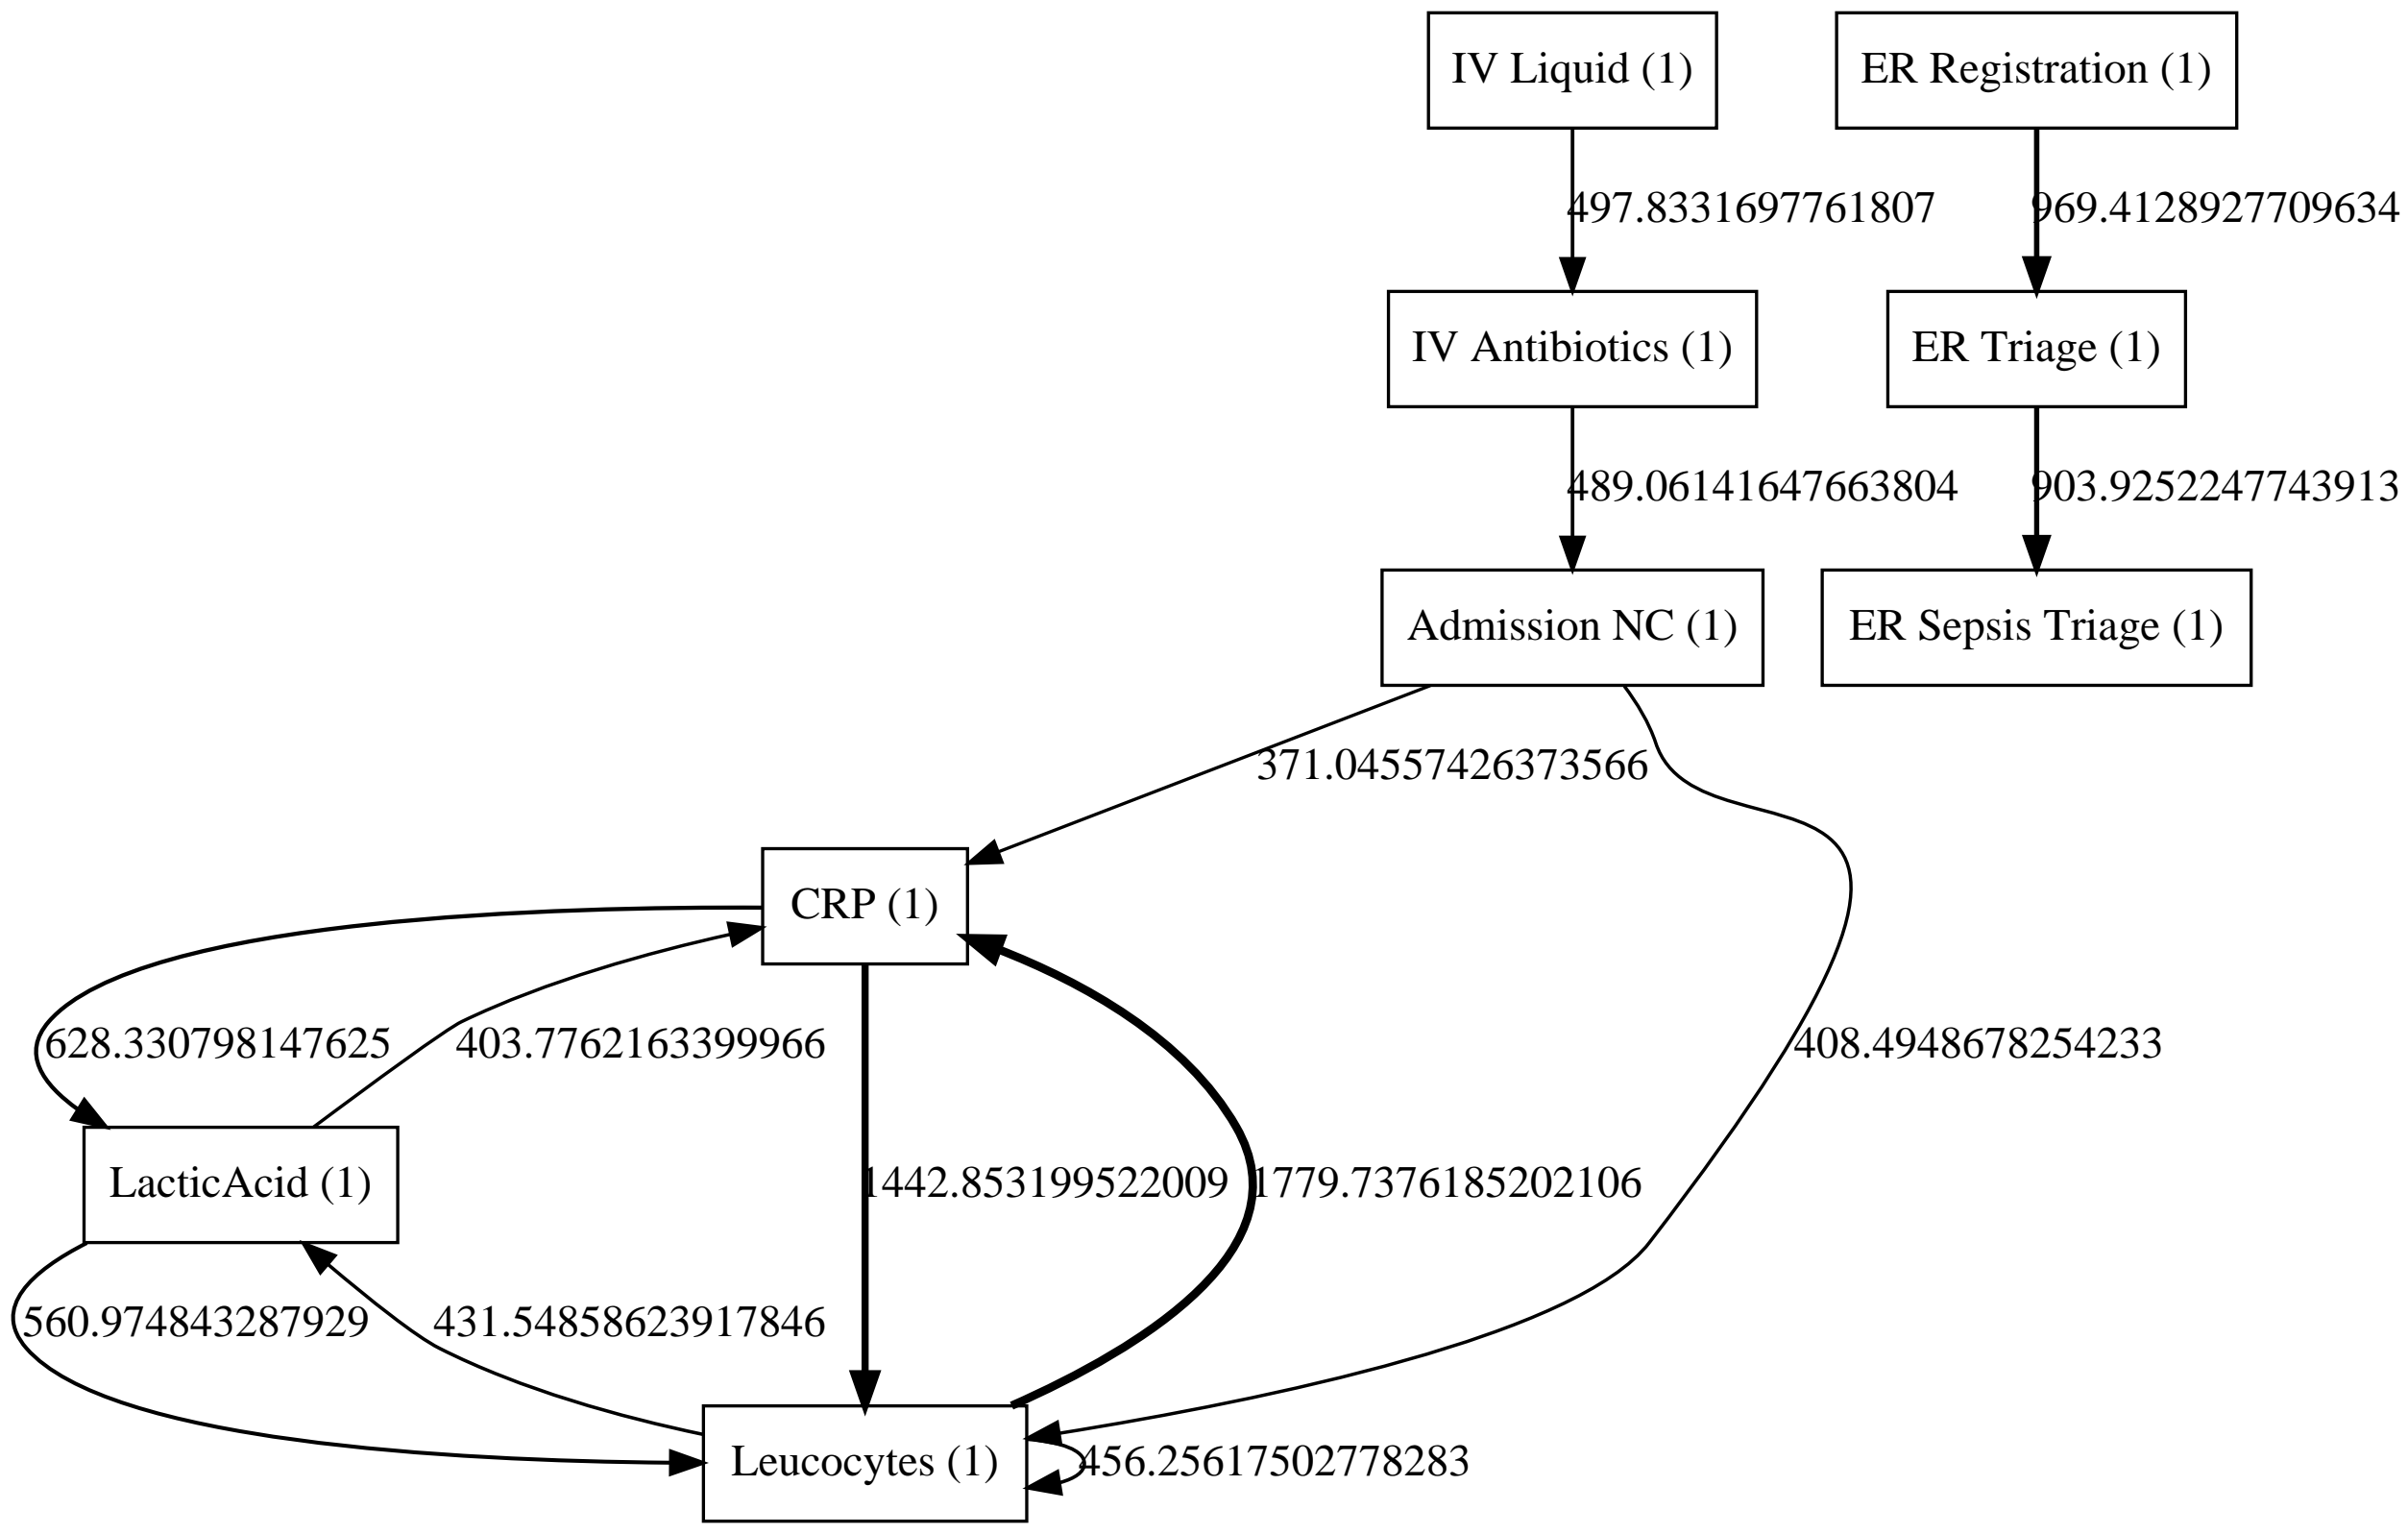 IV Liquid (1)
ER Registration (1)
497.8331697761807
969.4128927709634
IV Antibiotics (1)
ER Triage (1)
489.06141647663804
903.9252247743913
Admission NC (1)
ER Sepsis Triage (1)
371.04557426373566
CRP (1)
628.330798147625
403.7762163399966
408.4948678254233
LacticAcid (1)
1442.853199522009
1779.7376185202106
560.974843287929
431.54858623917846
Leucocytes (1)
456.25617502778283